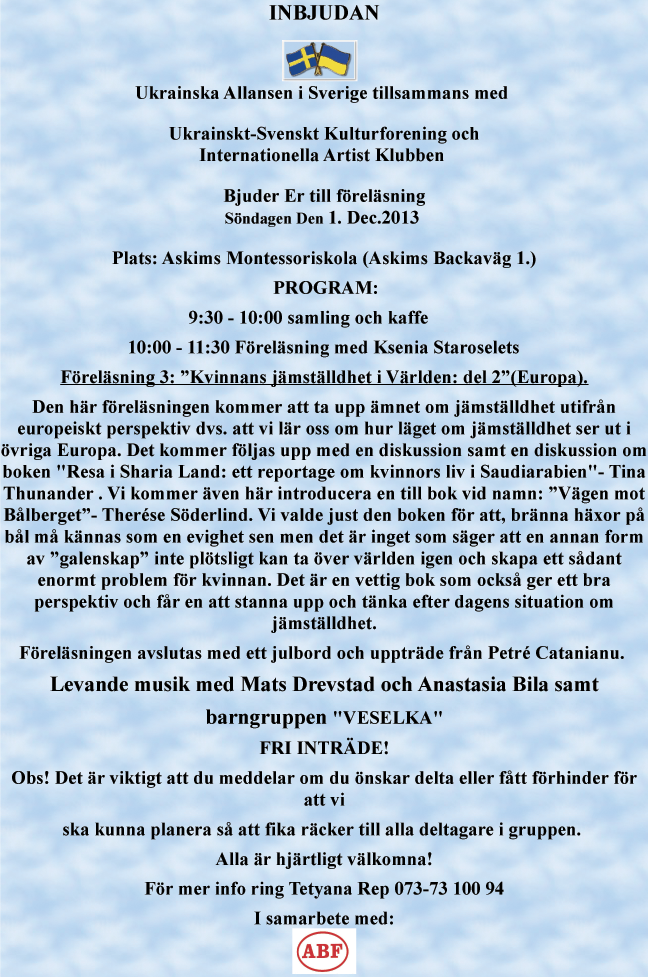 INBJUDAN
Ukrainska Allansen i Sverige tillsammans med
Ukrainskt-Svenskt Kulturforening och
Internationella Artist Klubben
Bjuder Er till föreläsning
Söndagen Den 1. Dec.2013
Plats: Askims Montessoriskola (Askims Backaväg 1.)
PROGRAM:
9:30 - 10:00 samling och kaffe
10:00 - 11:30 Föreläsning med Ksenia Staroselets
Föreläsning 3: ”Kvinnans jämställdhet i Världen: del 2”(Europa).
Den här föreläsningen kommer att ta upp ämnet om jämställdhet utifrån
europeiskt perspektiv dvs. att vi lär oss om hur läget om jämställdhet ser ut i
övriga Europa. Det kommer följas upp med en diskussion samt en diskussion om
boken "Resa i Sharia Land: ett reportage om kvinnors liv i Saudiarabien"- Tina
Thunander . Vi kommer även här introducera en till bok vid namn: ”Vägen mot
Bålberget”- Therése Söderlind. Vi valde just den boken för att, bränna häxor på
bål må kännas som en evighet sen men det är inget som säger att en annan form
av ”galenskap” inte plötsligt kan ta över världen igen och skapa ett sådant
enormt problem för kvinnan. Det är en vettig bok som också ger ett bra
perspektiv och får en att stanna upp och tänka efter dagens situation om
jämställdhet.
Föreläsningen avslutas med ett julbord och uppträde från Petré Catanianu.
Levande musik med Mats Drevstad och Anastasia Bila samt
barngruppen "VESELKA"
FRI INTRÄDE!
Obs! Det är viktigt att du meddelar om du önskar delta eller fått förhinder för
att vi
ska kunna planera så att fika räcker till alla deltagare i gruppen.
Alla är hjärtligt välkomna!
För mer info ring Tetyana Rep 073-73 100 94
I samarbete med:
ABF